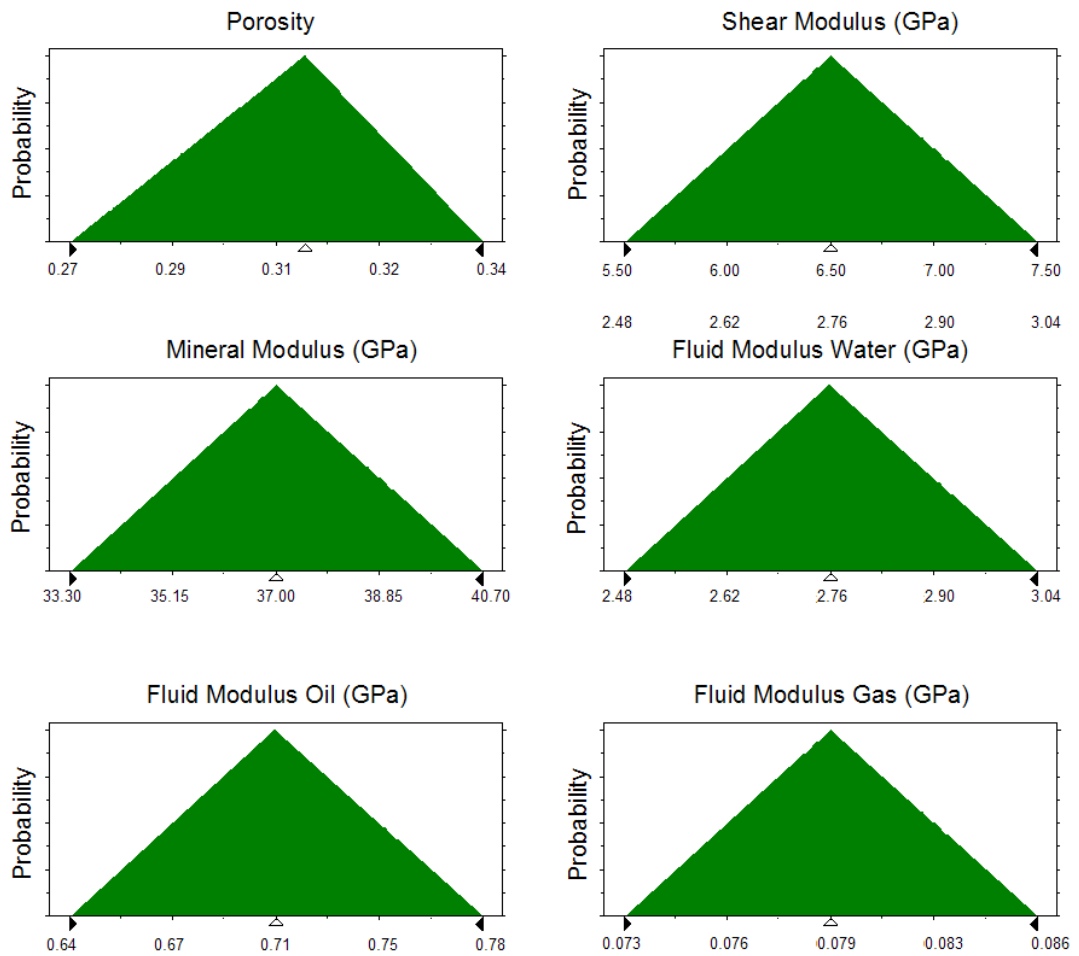 Porosity
Probability
0.27 0.29 0.31 0.32 0.34
Shear Modulus (GPa)
Probability
5.50 6.00 6.50 7.00 7.50
2.48 2.62 2.76 2.90 3.04
Mineral Modulus (GPa)
Probability
33.30 35.15 37.00 38.85 40.70
Fluid Modulus Water (GPa)
Probability
2.48 2.62 2.76 2.90 3.04
Fluid Modulus Oil (GPa)
Probability
0.64 0.67 0.71 0.75 0.78
Fluid Modulus Gas (GPa)
Probability
0.073 0.076 0.079 0.083 0.086